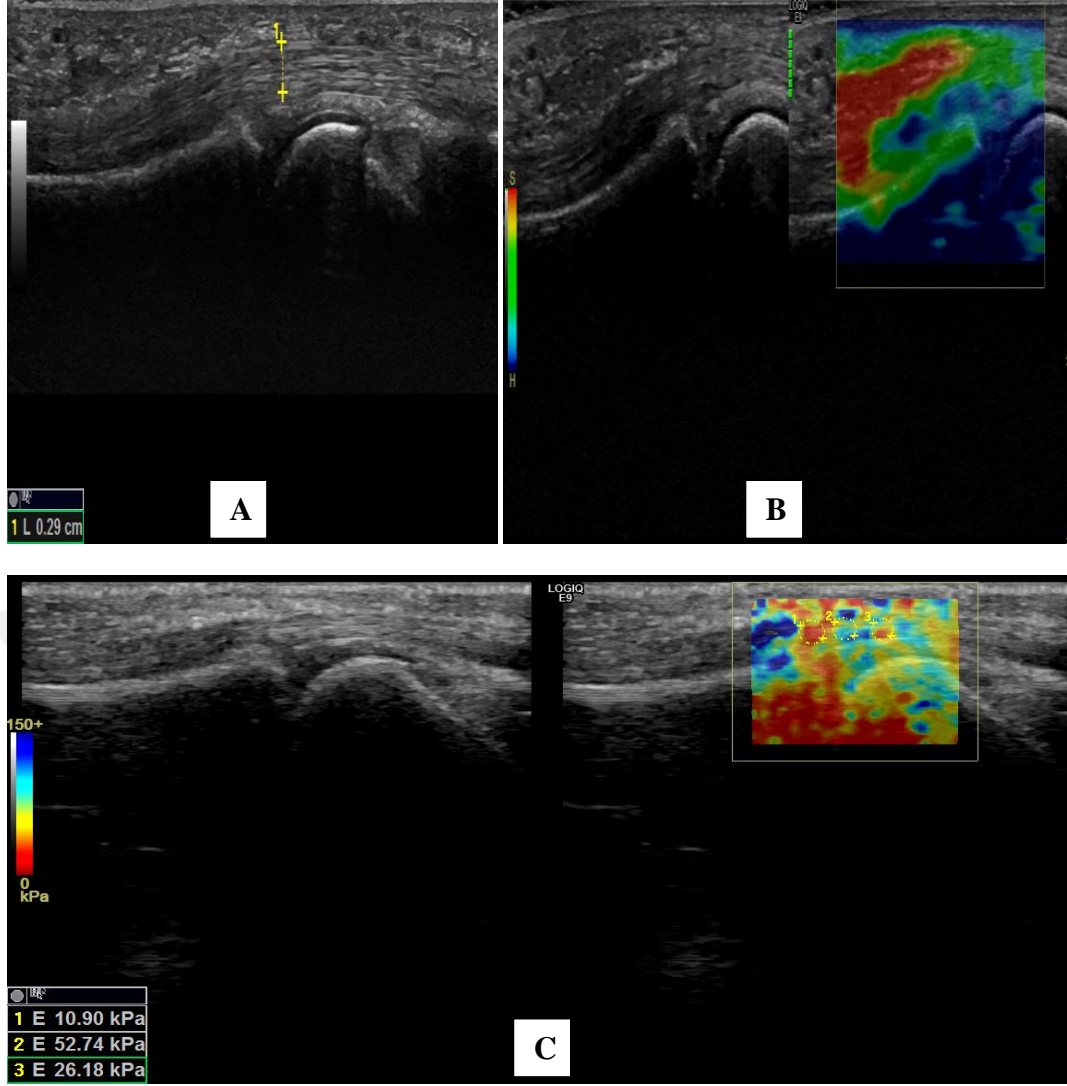 1
1 L 0.29 cm
A
LOGIQ
E9
S
H
B
LOGIQ
E9
1 2 3
150+
0
kPa
1 E 10.90 kPa
2 E 52.74 kPa
3 E 26.18 kPa
C